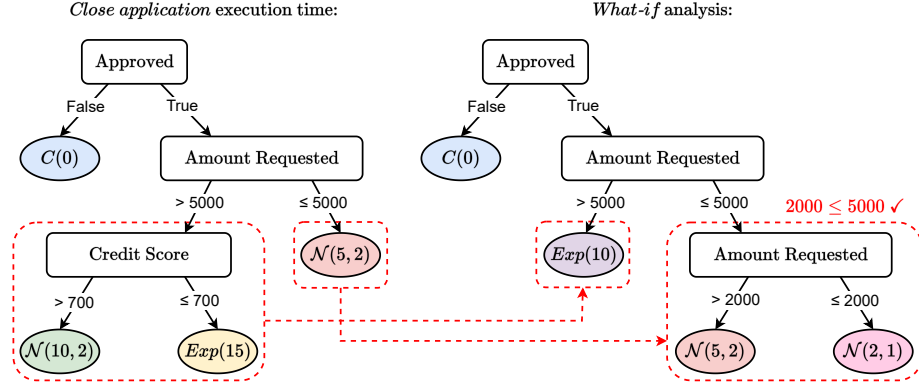 Close application execution time:
Approved
False
True
C(0)
Amount Requested
> 5000
≤ 5000
Credit Score
𝒩(5, 2)
> 700
≤ 700
𝒩(10, 2)
Exp(15)
What-if analysis:
Approved
False
True
C(0)
Amount Requested
> 5000
≤ 5000
2000 ≤ 5000 ✓
Exp(10)
Amount Requested
> 2000
≤ 2000
𝒩(5, 2)
𝒩(2, 1)